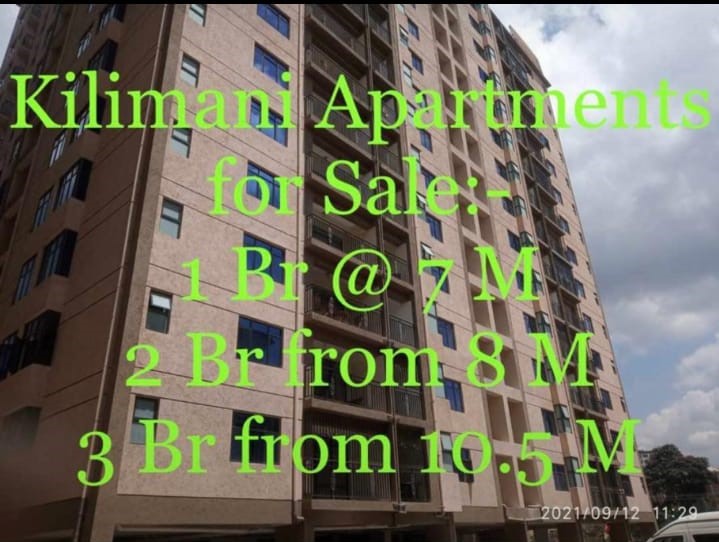 Kilimani Apartments
for Sale:-
1 Br @ 7 M
2 Br from 8 M
3 Br from 10.5 M
2021/09/12 11:29